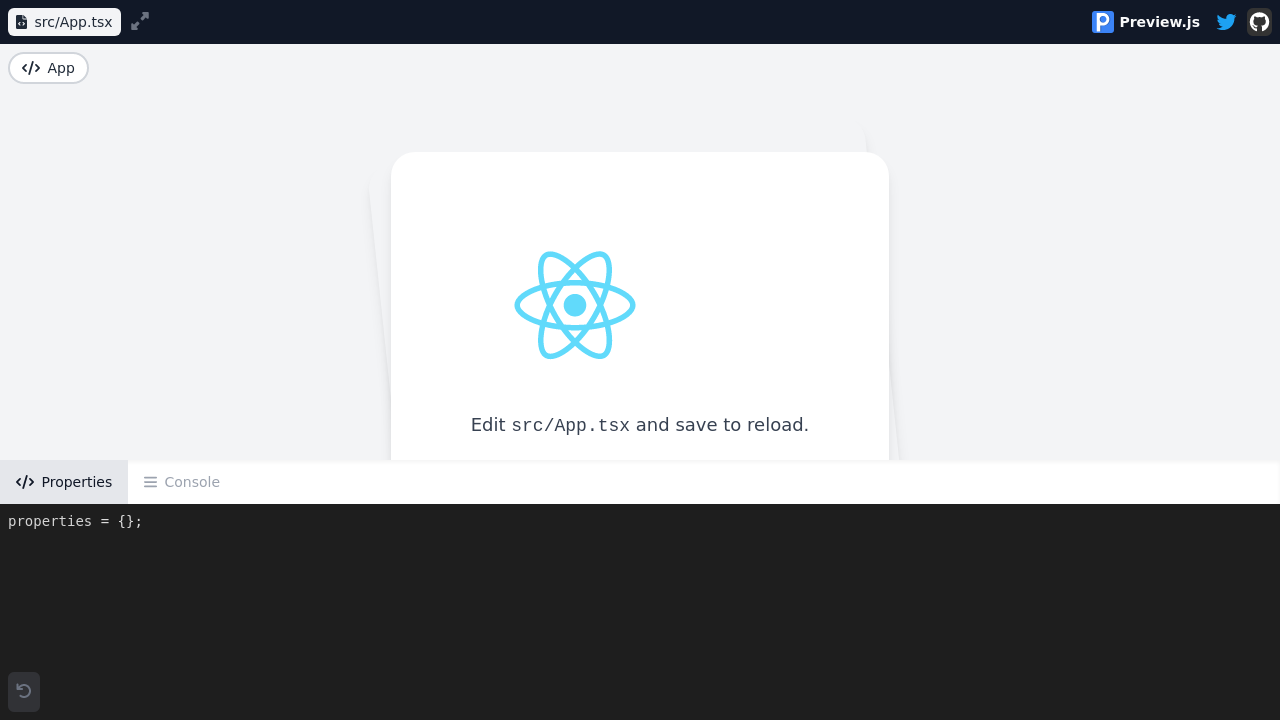 src/App.tsx
Preview.js
App
Edit src/App.tsx and save to reload.
Properties
Console
properties = {};